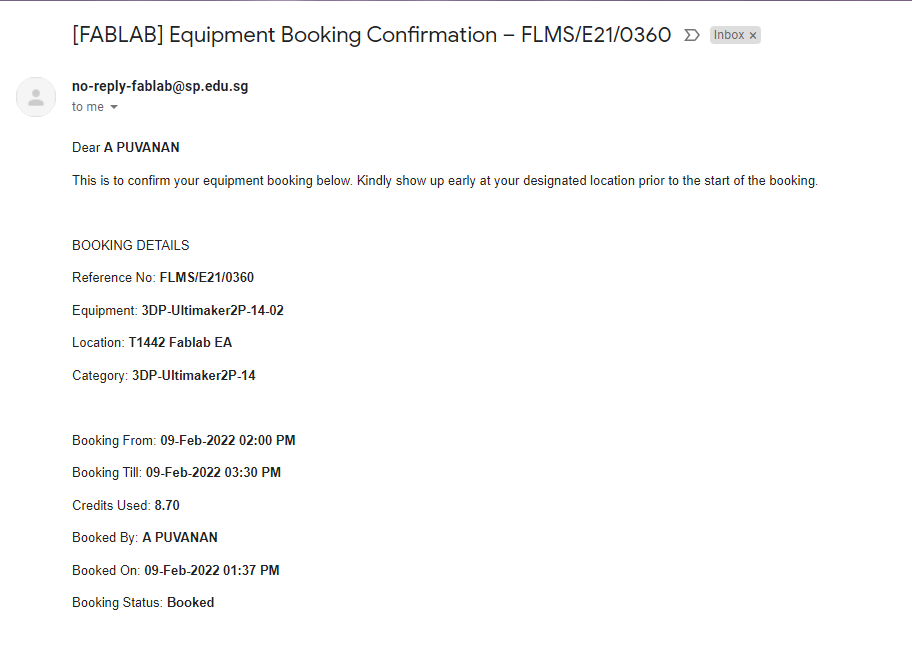 [FABLAB] Equipment Booking Confirmation – FLMS/E21/0360 Inbox ×
no-reply-fablab@sp.edu.sg
to me
Dear A PUVANAN
This is to confirm your equipment booking below. Kindly show up early at your designated location prior to the start of the booking.
BOOKING DETAILS
Reference No: FLMS/E21/0360
Equipment: 3DP-Ultimaker2P-14-02
Location: T1442 Fablab EA
Category: 3DP-Ultimaker2P-14
Booking From: 09-Feb-2022 02:00 PM
Booking Till: 09-Feb-2022 03:30 PM
Credits Used: 8.70
Booked By: A PUVANAN
Booked On: 09-Feb-2022 01:37 PM
Booking Status: Booked